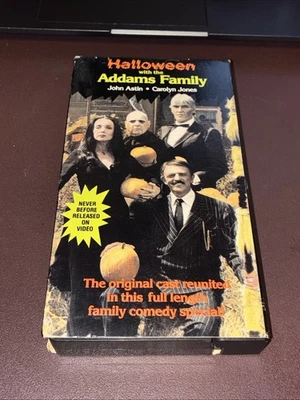 Halloween
with the
Addams Family
John Astin • Carolyn Jones
NEVER
BEFORE
RELEASED
ON
VIDEO
The original cast reunited
in this full length
family comedy special!